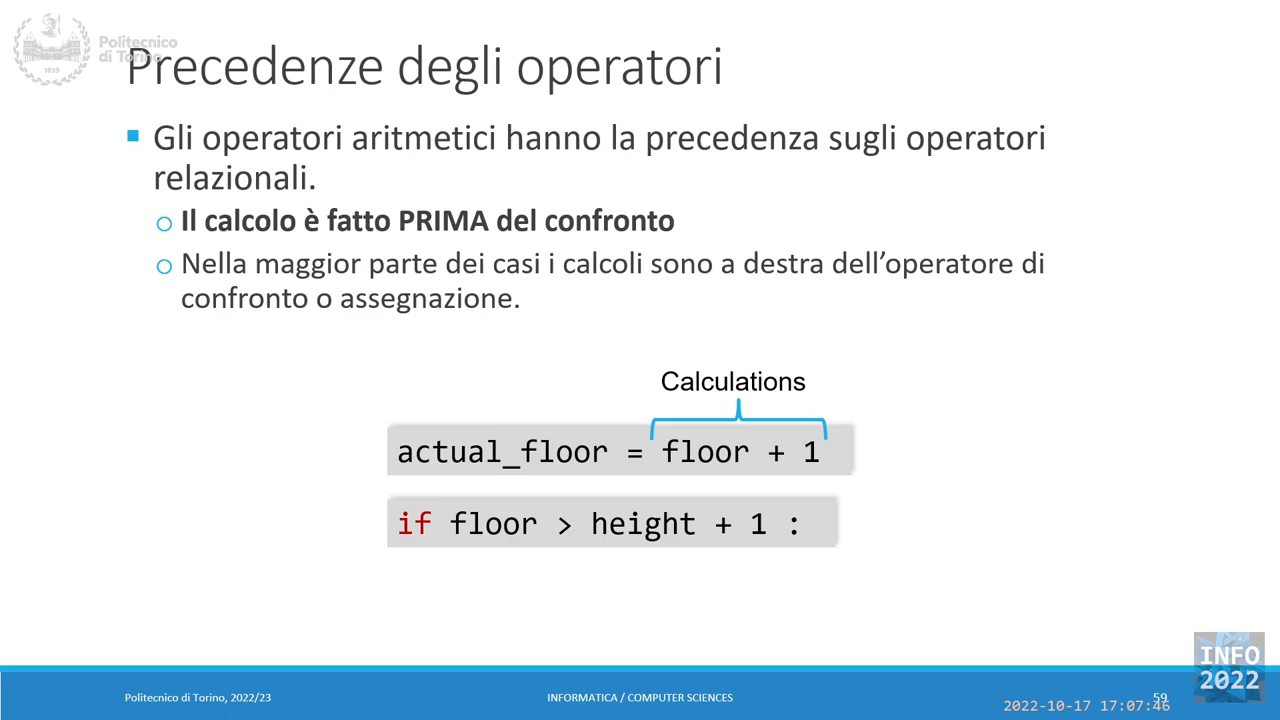 Politecnico
di Torino
1859
Precedenze degli operatori
Gli operatori aritmetici hanno la precedenza sugli operatori
relazionali.
Il calcolo è fatto PRIMA del confronto
Nella maggior parte dei casi i calcoli sono a destra dell’operatore di
confronto o assegnazione.
Calculations
actual_floor = floor + 1
if floor > height + 1 :
INFO
2022
Politecnico di Torino, 2022/23
INFORMATICA / COMPUTER SCIENCES
59
2022-10-17 17:07:46